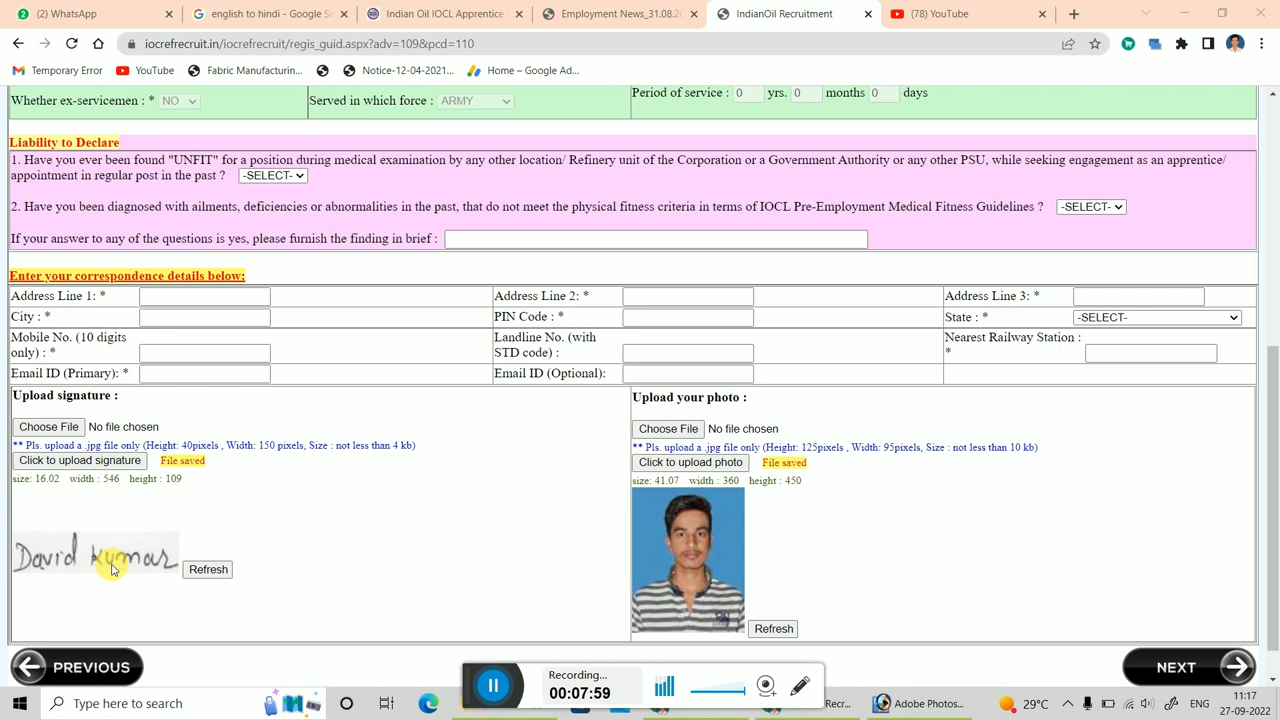 (2) WhatsApp
english to hindi - Google Se
Indian Oil IOCL Apprentice
Employment News_31.08.20
IndianOil Recruitment
(78) YouTube
iocrefrecruit.in/iocrefrecruit/regis_guid.aspx?adv=109&pcd=110
Temporary Error
YouTube
Fabric Manufacturin...
Notice-12-04-2021...
Home – Google Ad...
Whether ex-servicemen : * NO
Served in which force : ARMY
Period of service : 0 yrs. 0 months 0 days
Liability to Declare
1. Have you ever been found "UNFIT" for a position during medical examination by any other location/ Refinery unit of the Corporation or a Government Authority or any other PSU, while seeking engagement as an apprentice/
appointment in regular post in the past ? -SELECT-
2. Have you been diagnosed with ailments, deficiencies or abnormalities in the past, that do not meet the physical fitness criteria in terms of IOCL Pre-Employment Medical Fitness Guidelines ? -SELECT-
If your answer to any of the questions is yes, please furnish the finding in brief :
Enter your correspondence details below:
Address Line 1: *
Address Line 2: *
Address Line 3: *
City : *
PIN Code : *
State : * -SELECT-
Mobile No. (10 digits
only) : *
Landline No. (with
STD code) :
Nearest Railway Station :
*
Email ID (Primary): *
Email ID (Optional):
Upload signature :
Choose File No file chosen
** Pls. upload a .jpg file only (Height: 40pixels , Width: 150 pixels, Size : not less than 4 kb)
Click to upload signature File saved
size: 16.02 width : 546 height : 109
David Kumar
Refresh
Upload your photo :
Choose File No file chosen
** Pls. upload a .jpg file only (Height: 125pixels , Width: 95pixels, Size : not less than 10 kb)
Click to upload photo File saved
size: 41.07 width : 360 height : 450
Refresh
PREVIOUS
NEXT
Recording...
00:07:59
Type here to search
Recr...
Adobe Photos...
29°C
ENG
11:17
27-09-2022